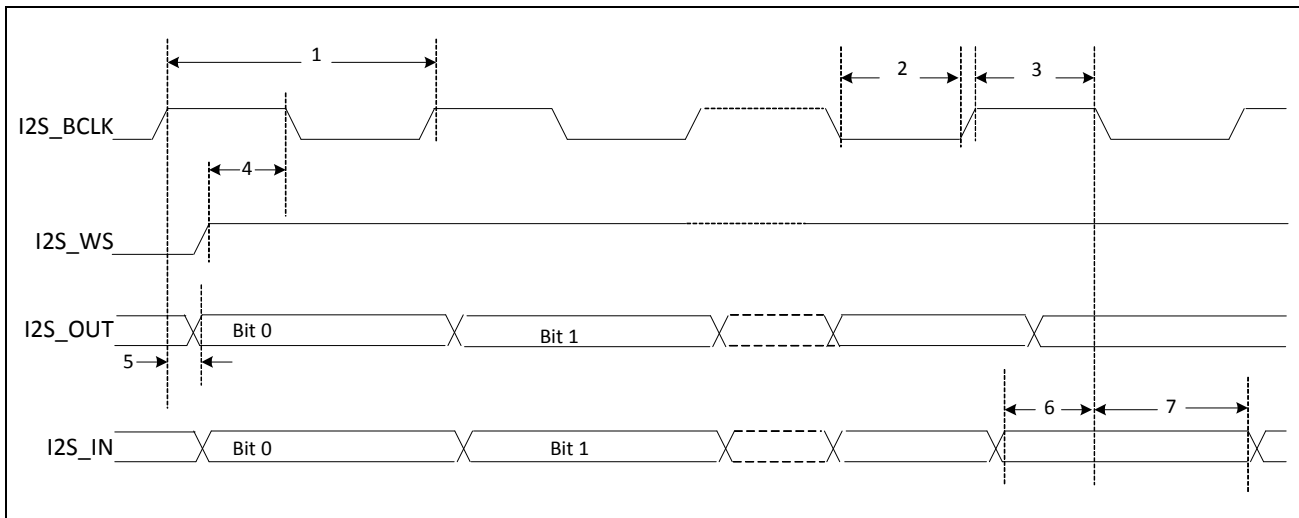 1
2
3
I2S_BCLK
4
I2S_WS
I2S_OUT
Bit 0
Bit 1
5
6
7
I2S_IN
Bit 0
Bit 1